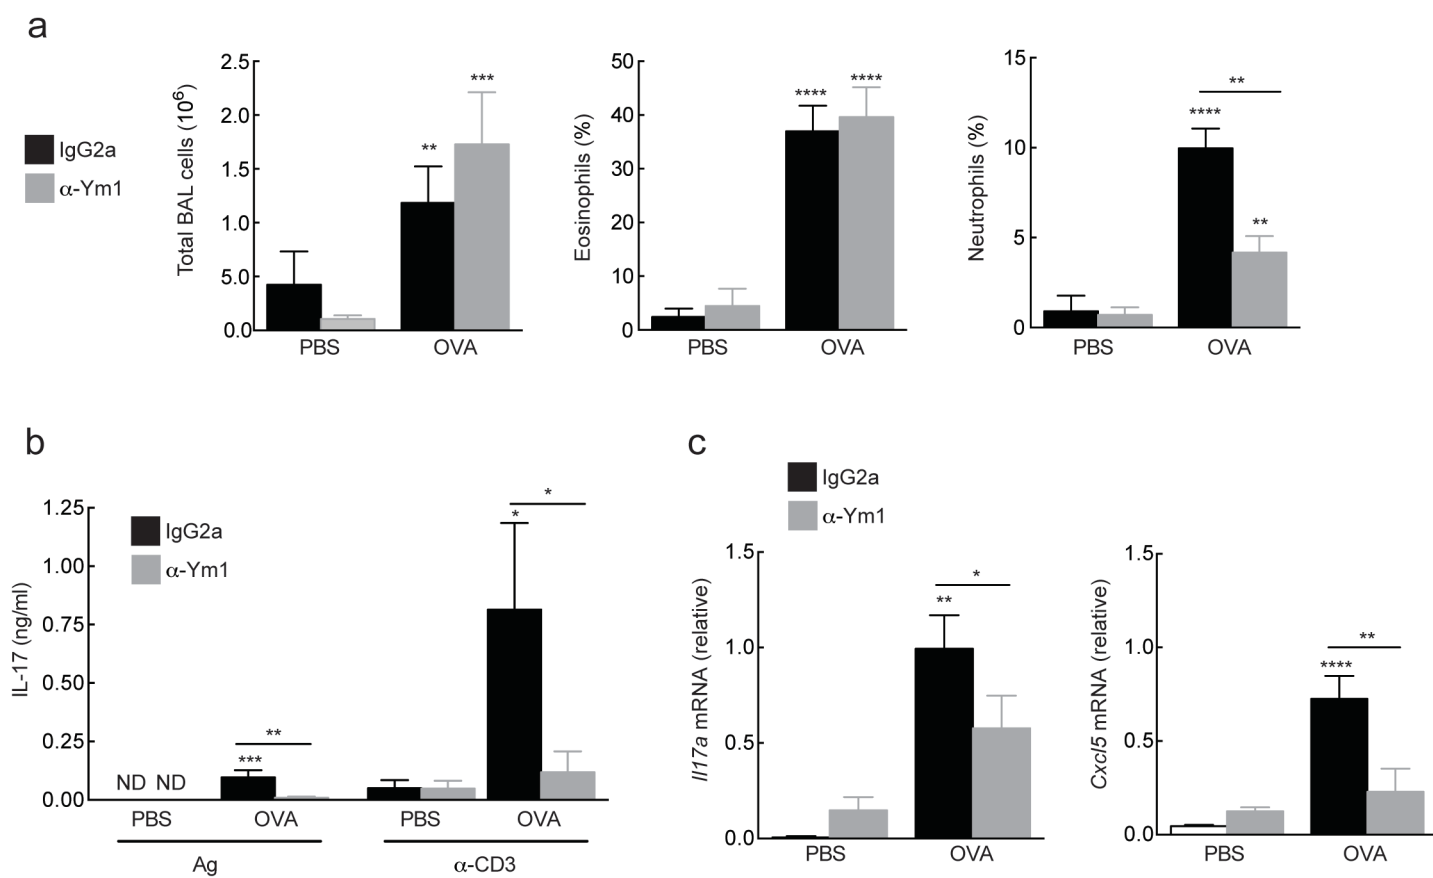 a
IgG2a
α-Ym1
Total BAL cells (10⁶)
2.5
2.0
1.5
1.0
5.0
0.0
**
***
PBS
OVA
Eosinophils (%)
50
40
30
20
10
0
****
****
PBS
OVA
Neutrophils (%)
15
10
5
0
**
****
**
PBS
OVA
b
IgG2a
α-Ym1
IL-17 (ng/ml)
1.25
1.00
0.75
0.50
0.25
0.00
ND ND
**
***
*
*
PBS
OVA
PBS
OVA
Ag
α-CD3
c
IgG2a
α-Ym1
Il17a mRNA (relative)
1.5
1.0
0.5
0.0
*
**
PBS
OVA
Cxcl5 mRNA (relative)
1.5
1.0
0.5
0.0
**
****
PBS
OVA